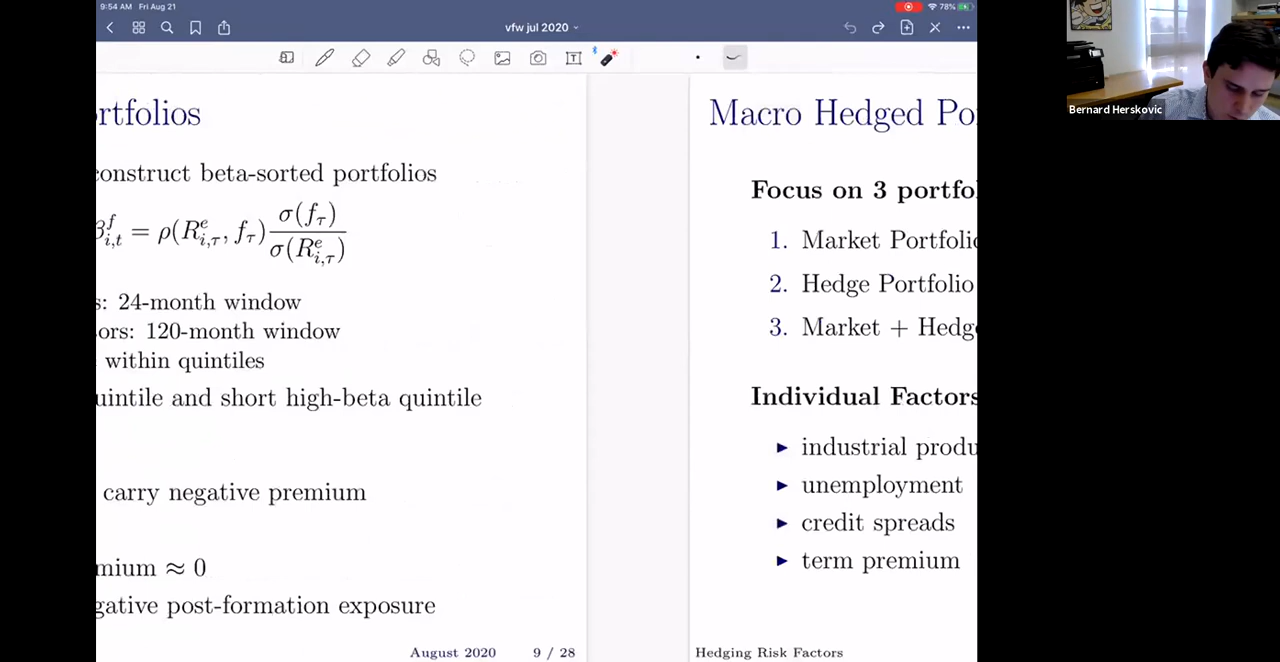 9:54 AM Fri Aug 21
78%
vfw jul 2020
T
rtfolios
construct beta-sorted portfolios
β^f_{i,t} = ρ(R^e_{i,τ}, f_τ) σ(f_τ) / σ(R^e_{i,τ})
s: 24-month window
ors: 120-month window
within quintiles
uintile and short high-beta quintile
carry negative premium
mium ≈ 0
gative post-formation exposure
August 2020 9 / 28
Macro Hedged Po
Focus on 3 portfo
1. Market Portfolio
2. Hedge Portfolio
3. Market + Hedg
Individual Factors
► industrial produ
► unemployment
► credit spreads
► term premium
Hedging Risk Factors
Bernard Herskovic